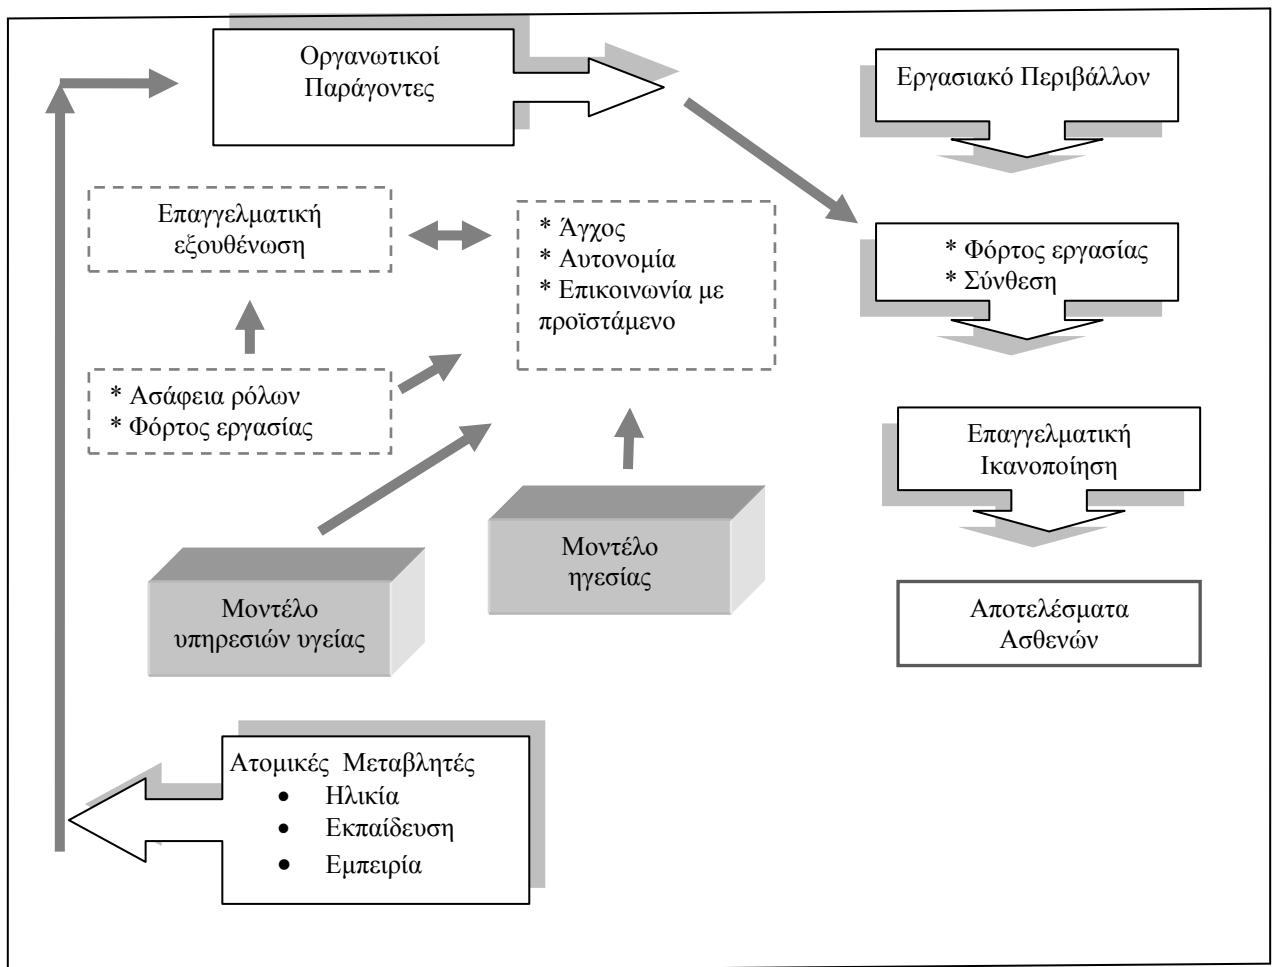 Οργανωτικοί
Παράγοντες
Εργασιακό Περιβάλλον
Επαγγελματική
εξουθένωση
* Άγχος
* Αυτονομία
* Επικοινωνία με
προϊστάμενο
* Φόρτος εργασίας
* Σύνθεση
* Ασάφεια ρόλων
* Φόρτος εργασίας
Επαγγελματική
Ικανοποίηση
Μοντέλο
ηγεσίας
Μοντέλο
υπηρεσιών υγείας
Αποτελέσματα
Ασθενών
Ατομικές Μεταβλητές
• Ηλικία
• Εκπαίδευση
• Εμπειρία